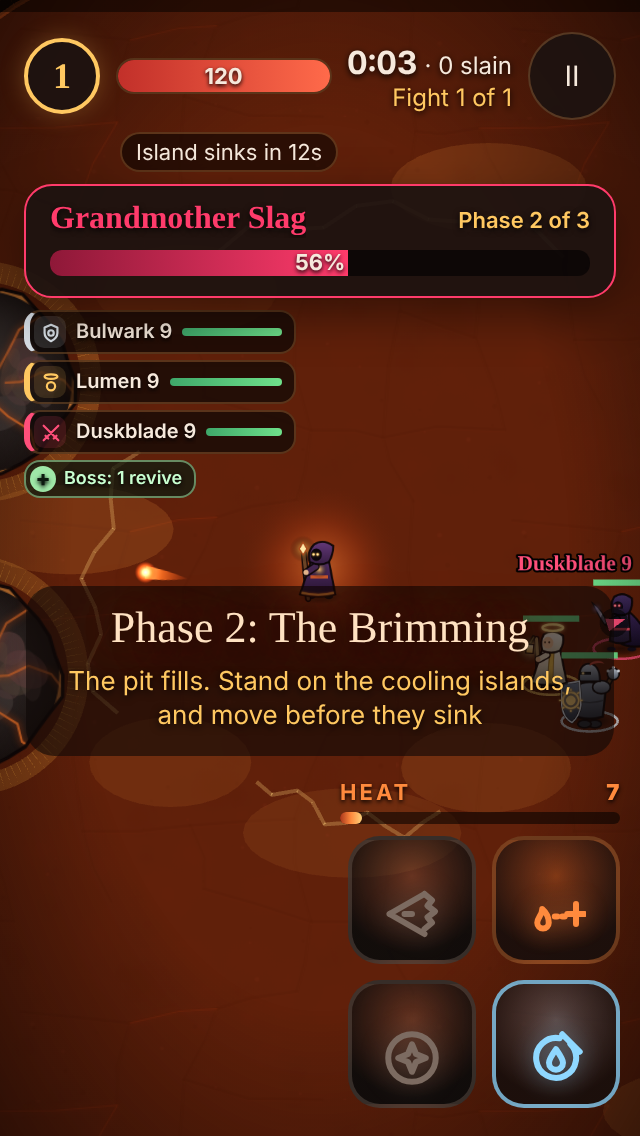 1
120
0:03 · 0 slain
Fight 1 of 1
Island sinks in 12s
Grandmother Slag
Phase 2 of 3
56%
Bulwark 9
Lumen 9
Duskblade 9
Boss: 1 revive
Duskblade 9
Phase 2: The Brimming
The pit fills. Stand on the cooling islands,
and move before they sink
HEAT 7